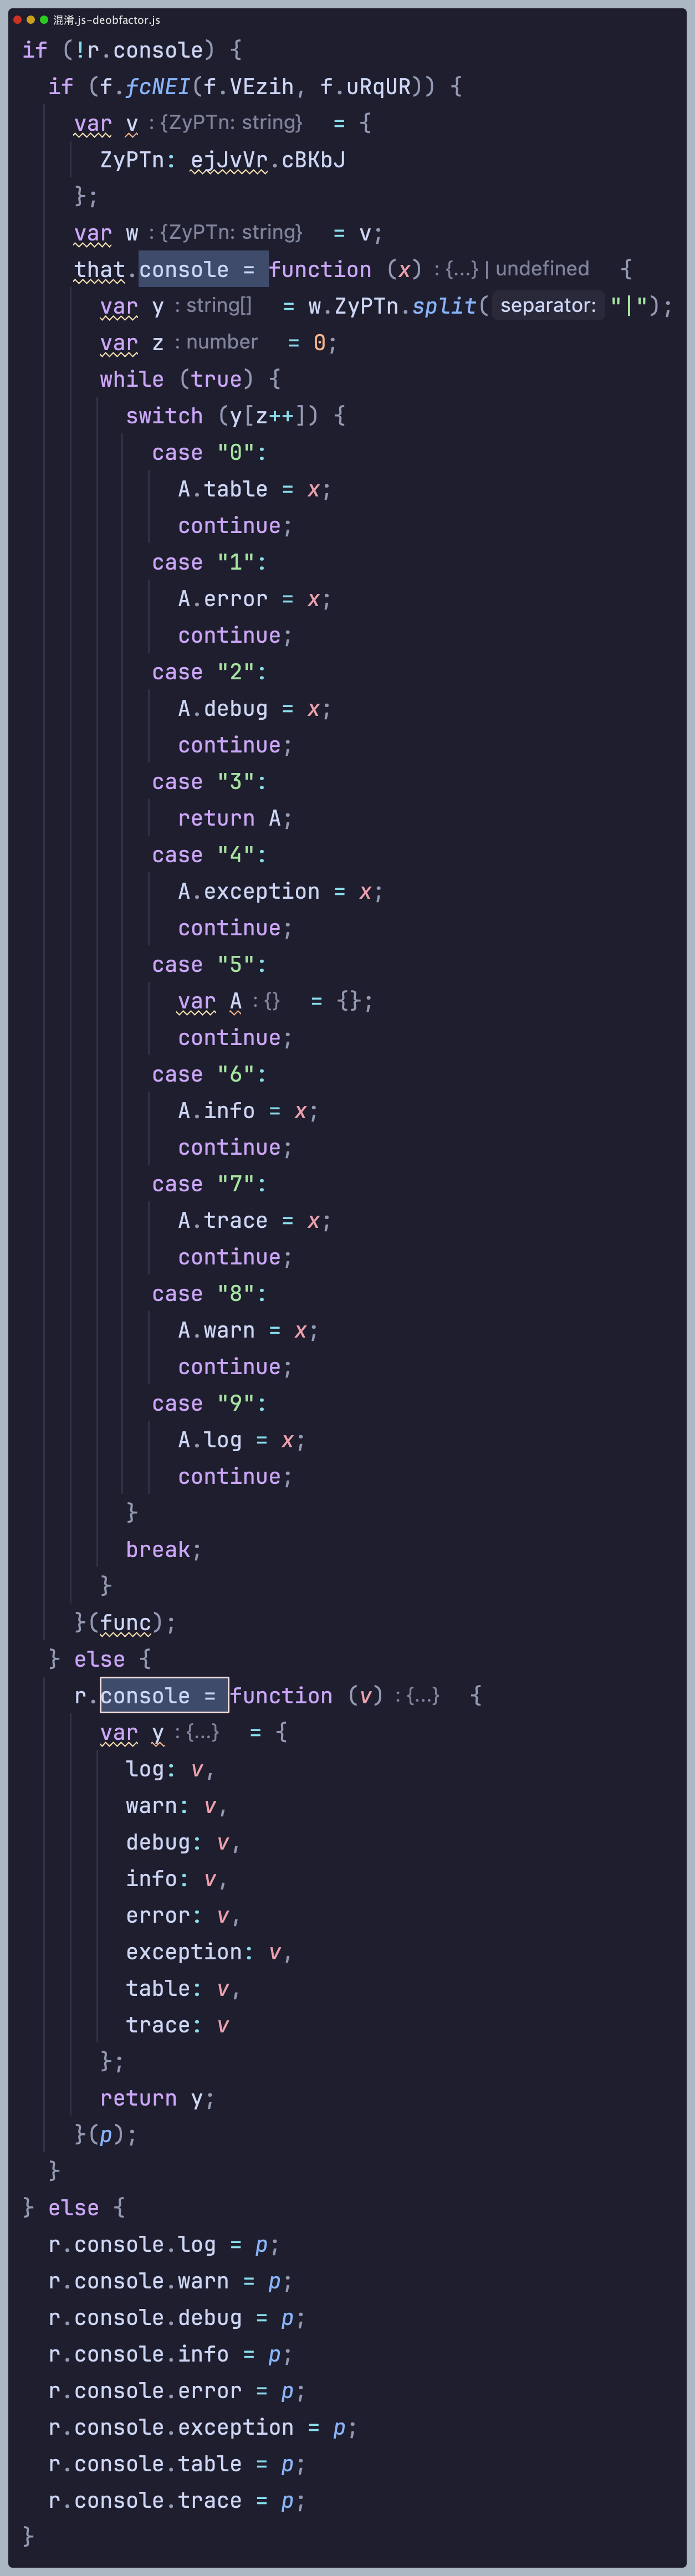 混淆.js-deobfactor.js
if (!r.console) {
  if (f.fcNEI(f.VEzih, f.uRqUR)) {
    var v : {ZyPTn: string}  = {
      ZyPTn: ejJvVr.cBKbJ
    };
    var w : {ZyPTn: string}  = v;
    that.console = function (x) : {...} | undefined  {
      var y : string[]  = w.ZyPTn.split( separator: "|");
      var z : number  = 0;
      while (true) {
        switch (y[z++]) {
          case "0":
            A.table = x;
            continue;
          case "1":
            A.error = x;
            continue;
          case "2":
            A.debug = x;
            continue;
          case "3":
            return A;
          case "4":
            A.exception = x;
            continue;
          case "5":
            var A : {}  = {};
            continue;
          case "6":
            A.info = x;
            continue;
          case "7":
            A.trace = x;
            continue;
          case "8":
            A.warn = x;
            continue;
          case "9":
            A.log = x;
            continue;
        }
        break;
      }
    }(func);
  } else {
    r.console = function (v) : {...}  {
      var y : {...}  = {
        log: v,
        warn: v,
        debug: v,
        info: v,
        error: v,
        exception: v,
        table: v,
        trace: v
      };
      return y;
    }(p);
  }
} else {
  r.console.log = p;
  r.console.warn = p;
  r.console.debug = p;
  r.console.info = p;
  r.console.error = p;
  r.console.exception = p;
  r.console.table = p;
  r.console.trace = p;
}